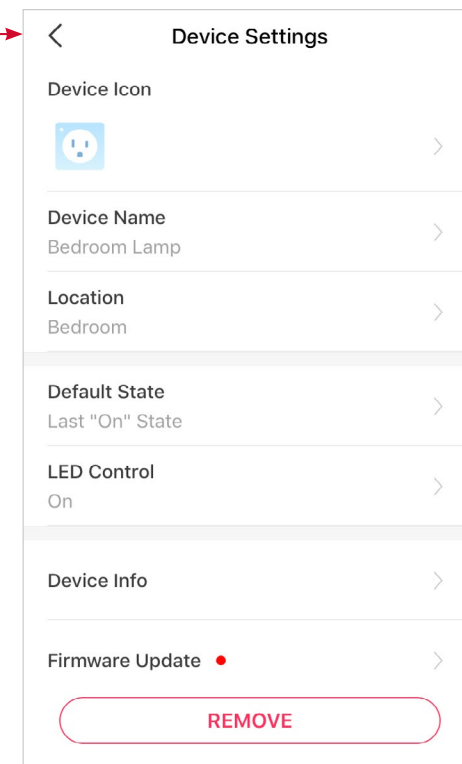 Device Settings
Device Icon
Device Name
Bedroom Lamp
Location
Bedroom
Default State
Last "On" State
LED Control
On
Device Info
Firmware Update
REMOVE